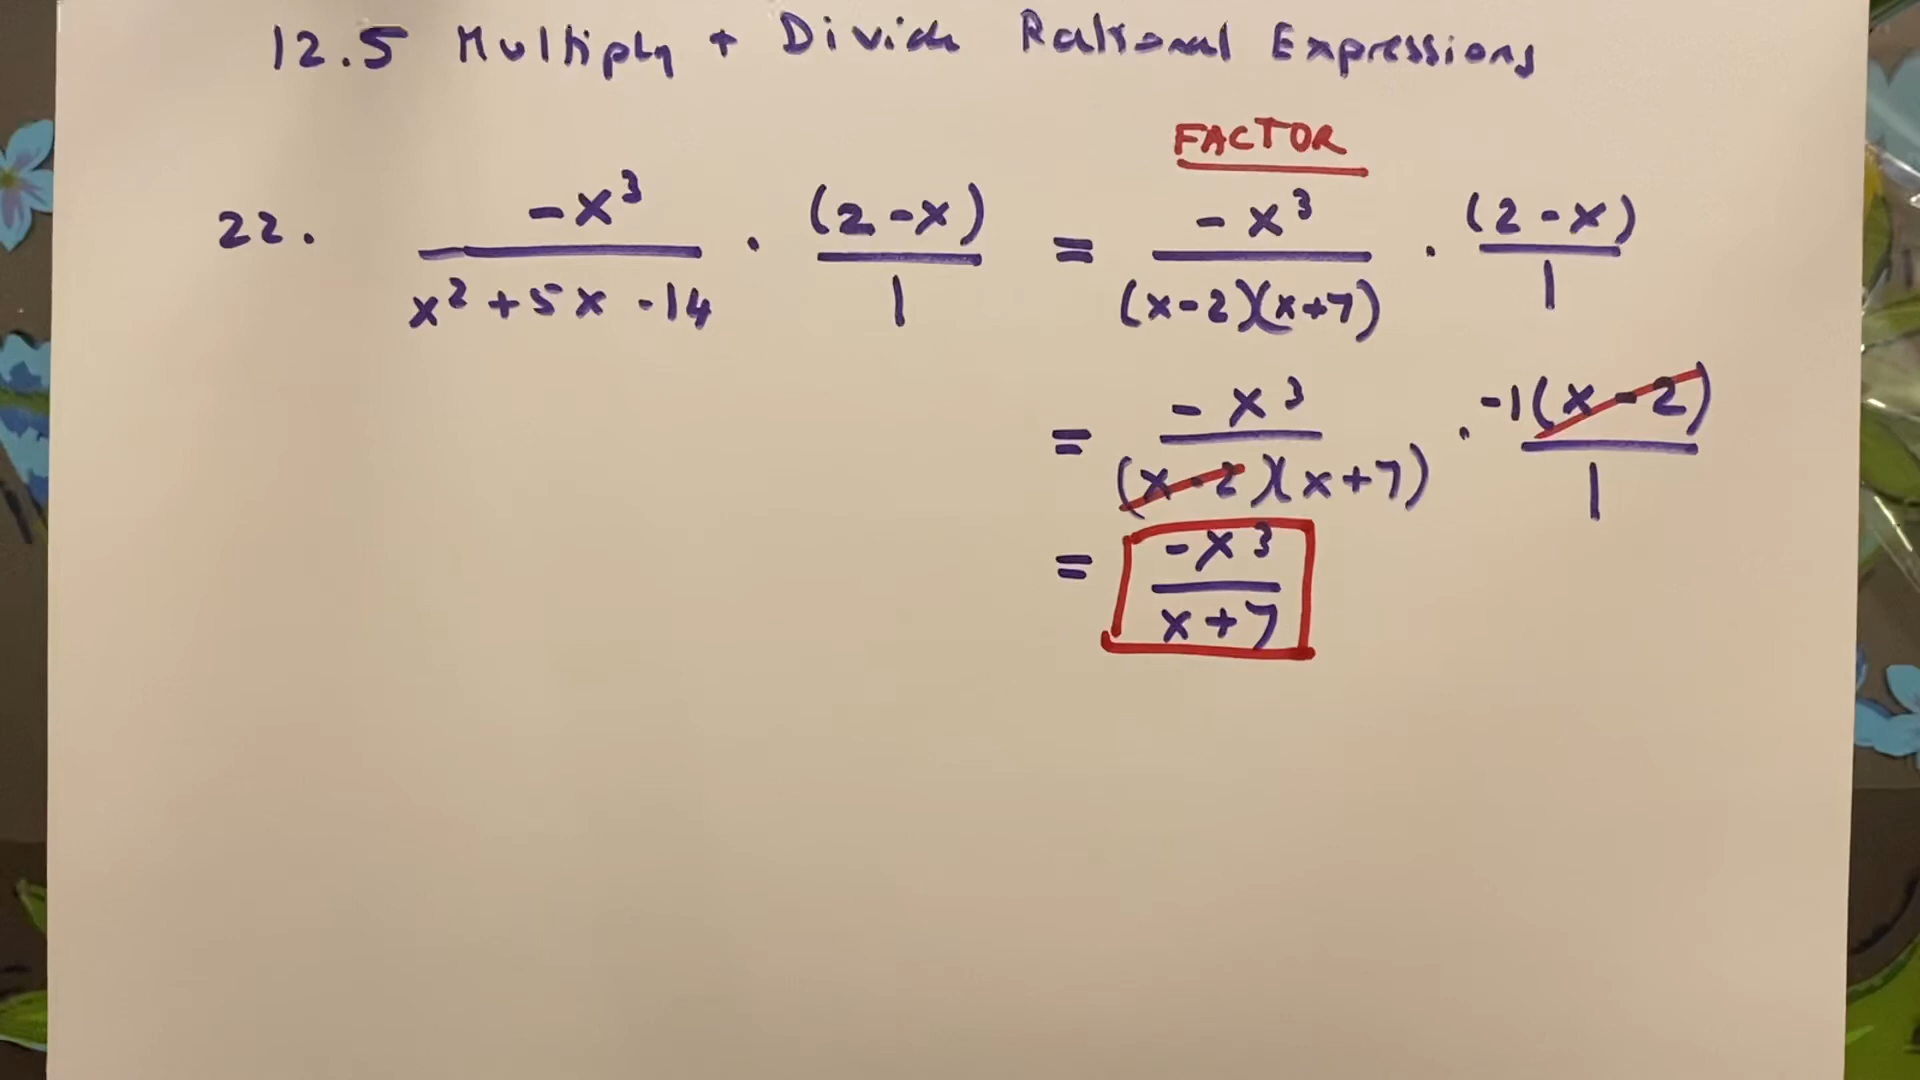 12.5 Multiply + Divide Rational Expressions
FACTOR
22. -x³/(x²+5x-14) · (2-x)/1 = -x³/((x-2)(x+7)) · (2-x)/1
= -x³/((x-2)(x+7)) · -1(x-2)/1
= -x³/(x+7)